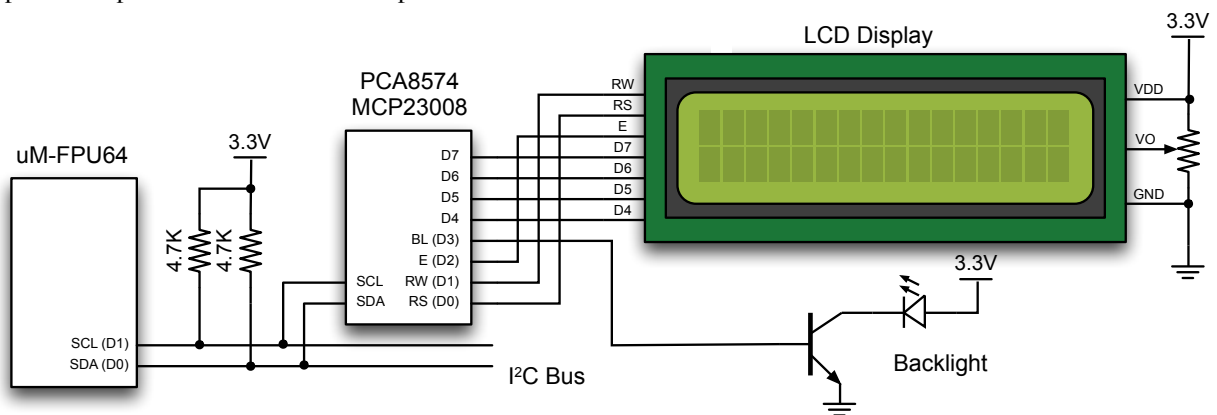 3.3V
LCD Display
PCA8574
MCP23008
RW
RS
E
D7
D6
D5
D4
VDD
VO
GND
uM-FPU64
3.3V
4.7K
4.7K
D7
D6
D5
D4
BL (D3)
E (D2)
SCL
RW (D1)
SDA
RS (D0)
3.3V
SCL (D1)
SDA (D0)
I²C Bus
Backlight